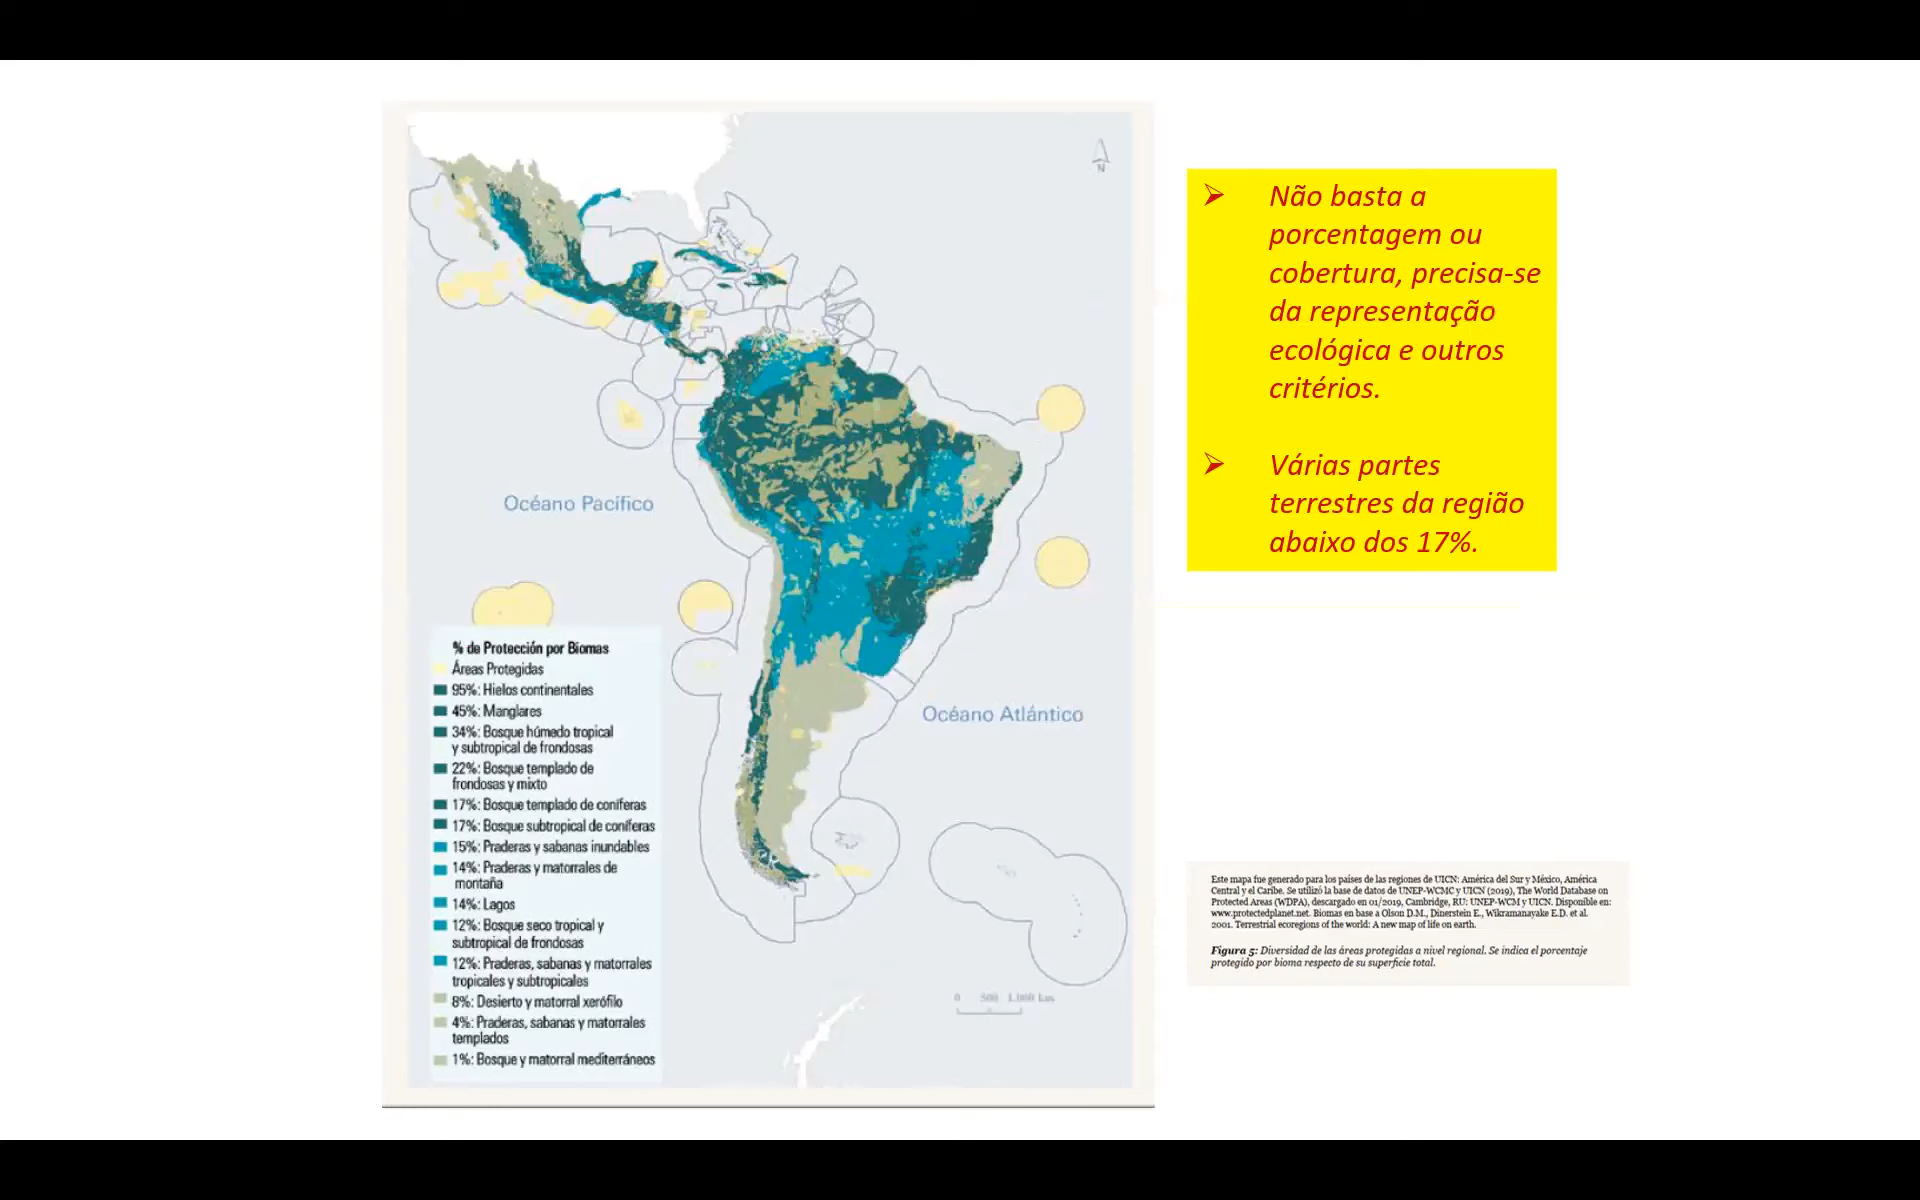 N
Océano Pacífico
Océano Atlántico
% de Protección por Biomas
Áreas Protegidas
95%: Hielos continentales
45%: Manglares
34%: Bosque húmedo tropical
y subtropical de frondosas
22%: Bosque templado de
frondosas y mixto
17%: Bosque templado de coníferas
17%: Bosque subtropical de coníferas
15%: Praderas y sabanas inundables
14%: Praderas y matorrales de
montaña
14%: Lagos
12%: Bosque seco tropical y
subtropical de frondosas
12%: Praderas, sabanas y matorrales
tropicales y subtropicales
8%: Desierto y matorral xerófilo
4%: Praderas, sabanas y matorrales
templados
1%: Bosque y matorral mediterráneos
0 500 1.000 km
➢ Não basta a
porcentagem ou
cobertura, precisa-se
da representação
ecológica e outros
critérios.
➢ Várias partes
terrestres da região
abaixo dos 17%.
Este mapa fue generado para los países de las regiones de UICN: América del Sur y México, América
Central y el Caribe. Se utilizó la base de datos de UNEP-WCMC y UICN (2019), The World Database on
Protected Areas (WDPA), descargado en 01/2019, Cambridge, RU: UNEP-WCM y UICN. Disponible en:
www.protectedplanet.net. Biomas en base a Olson D.M., Dinerstein E., Wikramanayake E.D. et al.
2001. Terrestrial ecoregions of the world: A new map of life on earth.
Figura 5: Diversidad de las áreas protegidas a nivel regional. Se indica el porcentaje
protegido por bioma respecto de su superficie total.